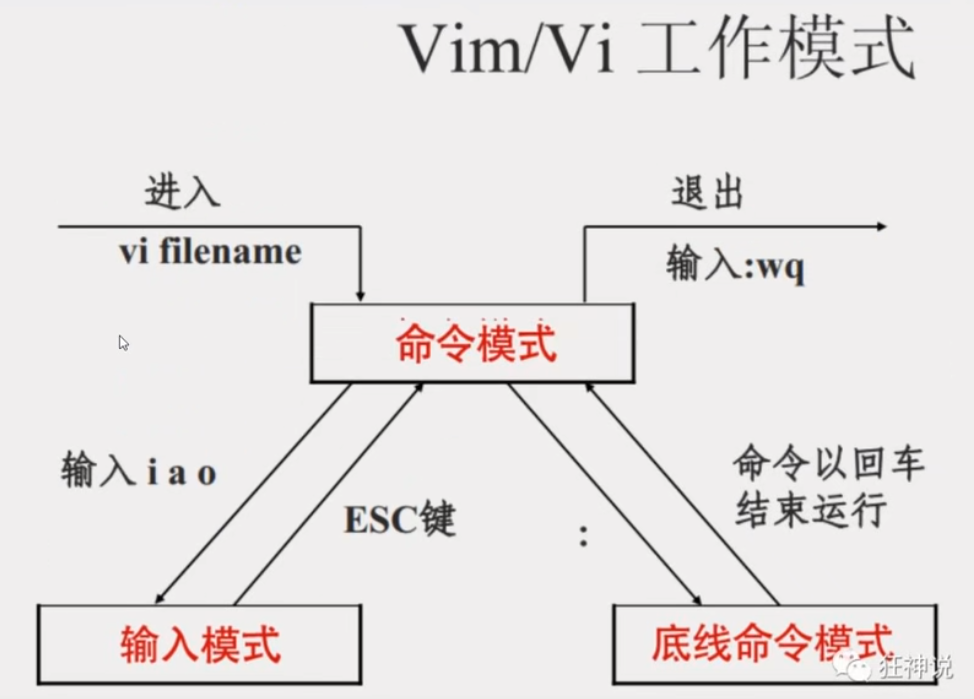 Vim/Vi 工作模式
进入
vi filename
退出
输入:wq
命令模式
输入 i a o
ESC键
:
命令以回车
结束运行
输入模式
底线命令模式
狂神说